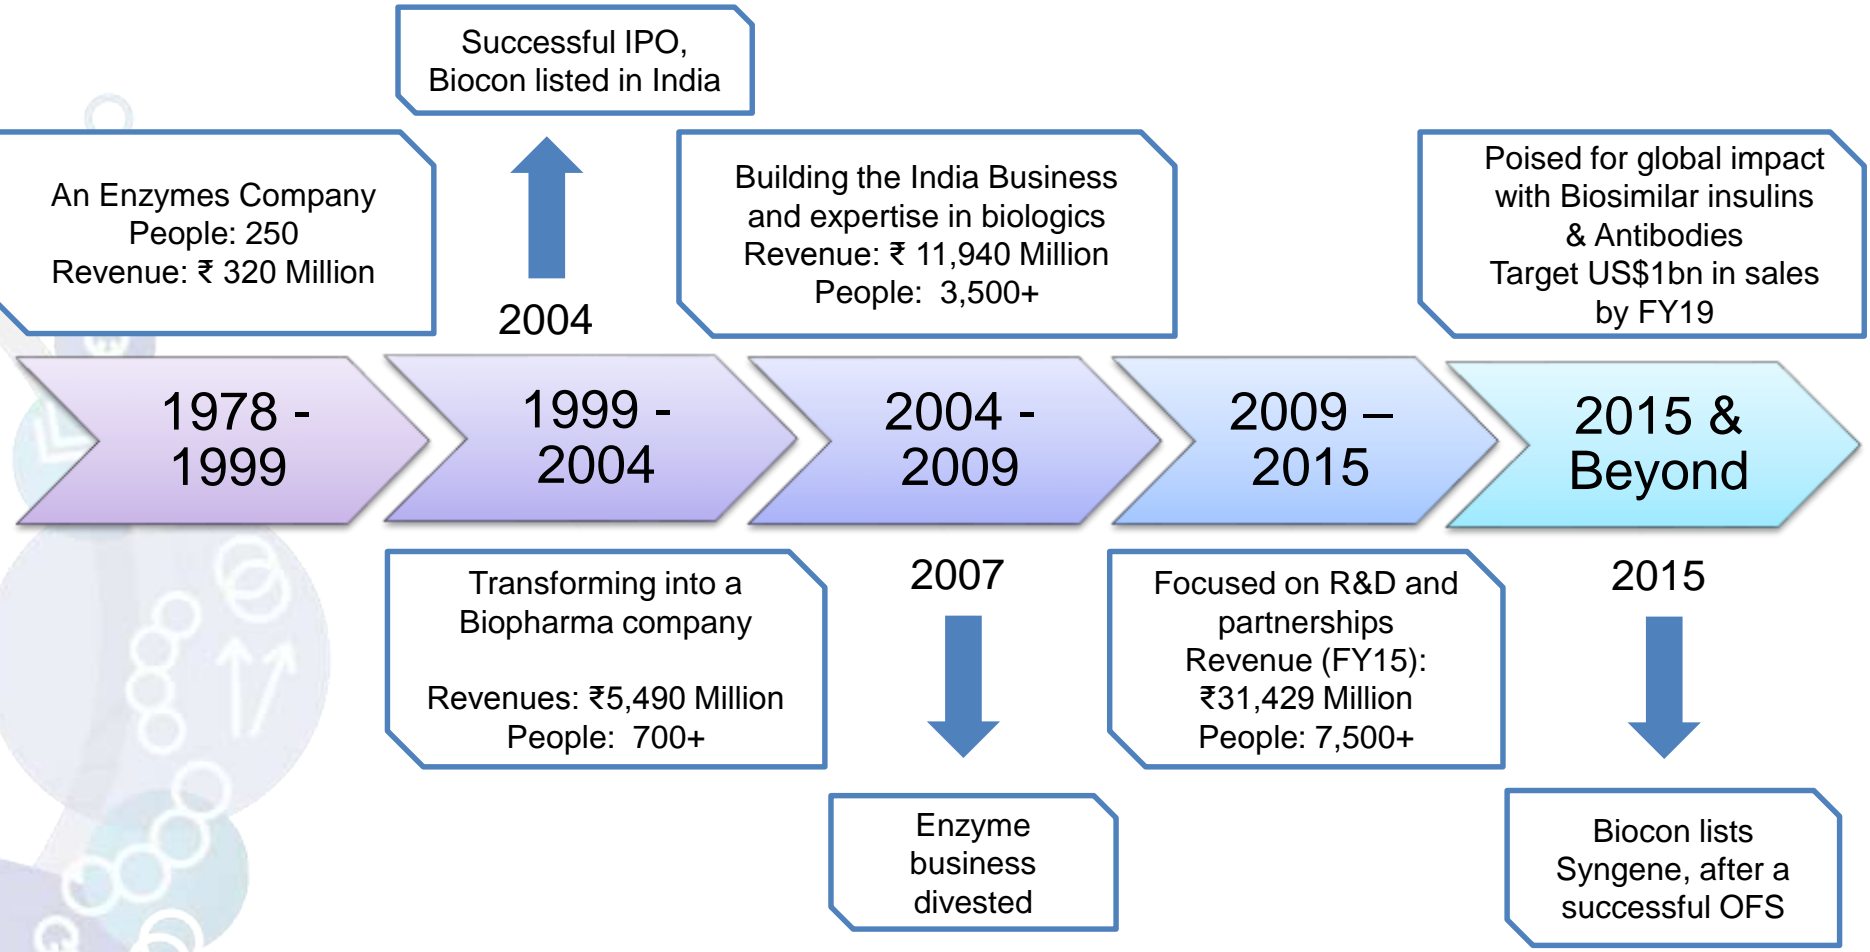 Successful IPO,
Biocon listed in India
An Enzymes Company
People: 250
Revenue: ₹ 320 Million
2004
Building the India Business
and expertise in biologics
Revenue: ₹ 11,940 Million
People:  3,500+
Poised for global impact
with Biosimilar insulins
& Antibodies
Target US$1bn in sales
by FY19
1978 -
1999
1999 -
2004
2004 -
2009
2009 –
2015
2015 &
Beyond
Transforming into a
Biopharma company
Revenues: ₹5,490 Million
People:  700+
2007
Enzyme
business
divested
Focused on R&D and
partnerships
Revenue (FY15):
₹31,429 Million
People: 7,500+
2015
Biocon lists
Syngene, after a
successful OFS